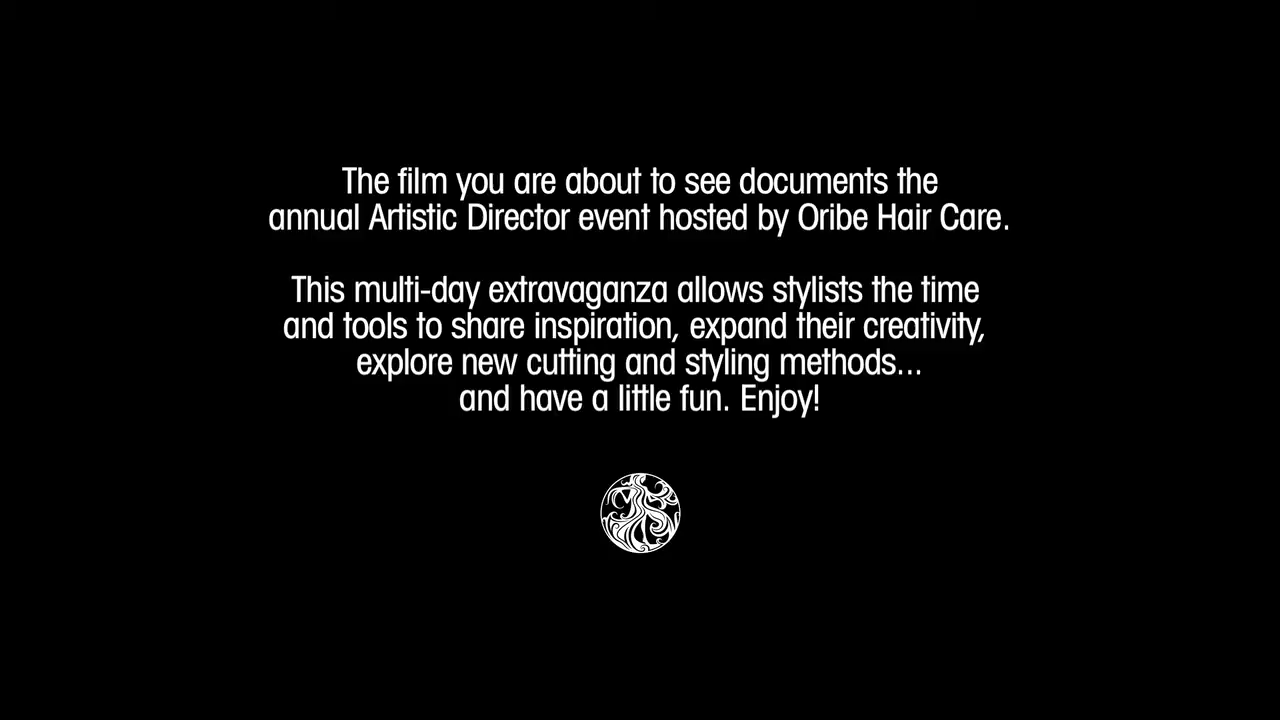 The film you are about to see documents the
annual Artistic Director event hosted by Oribe Hair Care.
This multi-day extravaganza allows stylists the time
and tools to share inspiration, expand their creativity,
explore new cutting and styling methods...
and have a little fun. Enjoy!